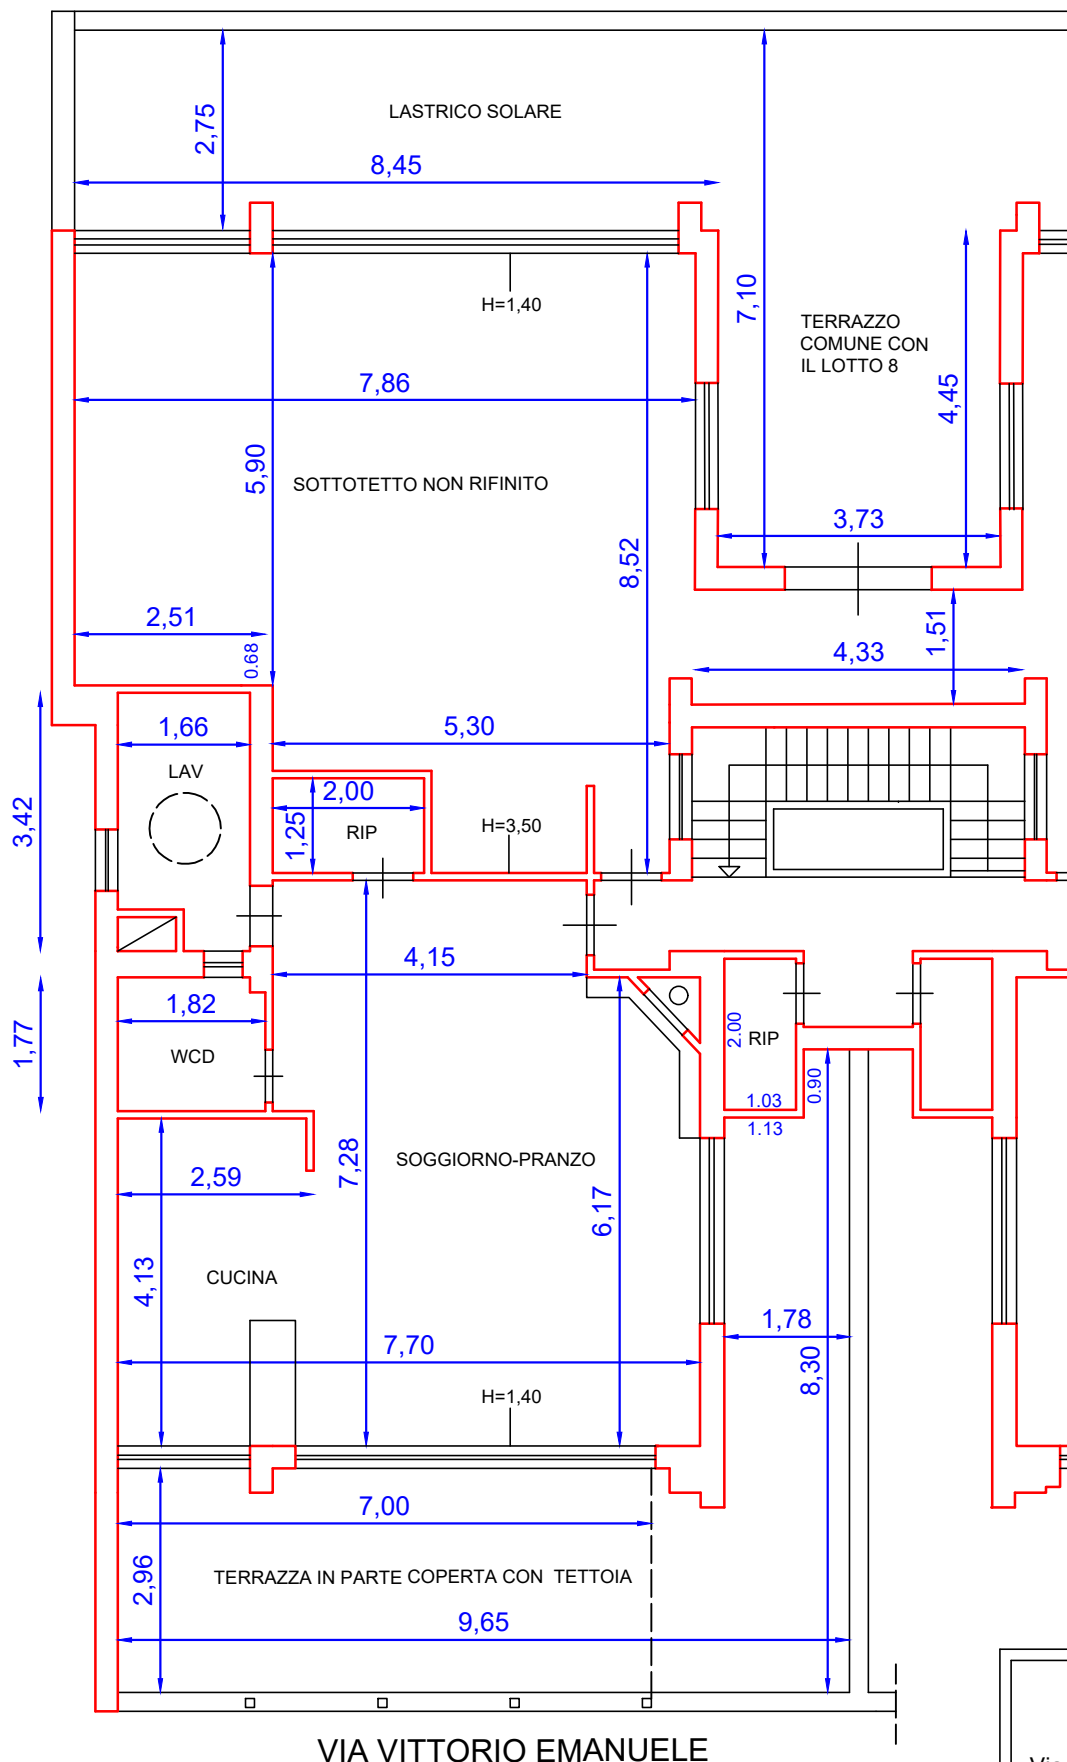 LASTRICO SOLARE
2,75
8,45
H=1,40
7,10
TERRAZZO
COMUNE CON
IL LOTTO 8
4,45
7,86
5,90
SOTTOTETTO NON RIFINITO
3,73
8,52
2,51
0.68
1,51
4,33
1,66
5,30
LAV
2,00
3,42
1,25
RIP
H=3,50
4,15
1,82
1,77
WCD
2.00
RIP
1.03
0.90
1.13
7,28
SOGGIORNO-PRANZO
2,59
6,17
4,13
CUCINA
1,78
7,70
8,30
H=1,40
7,00
2,96
TERRAZZA IN PARTE COPERTA CON TETTOIA
9,65
VIA VITTORIO EMANUELE